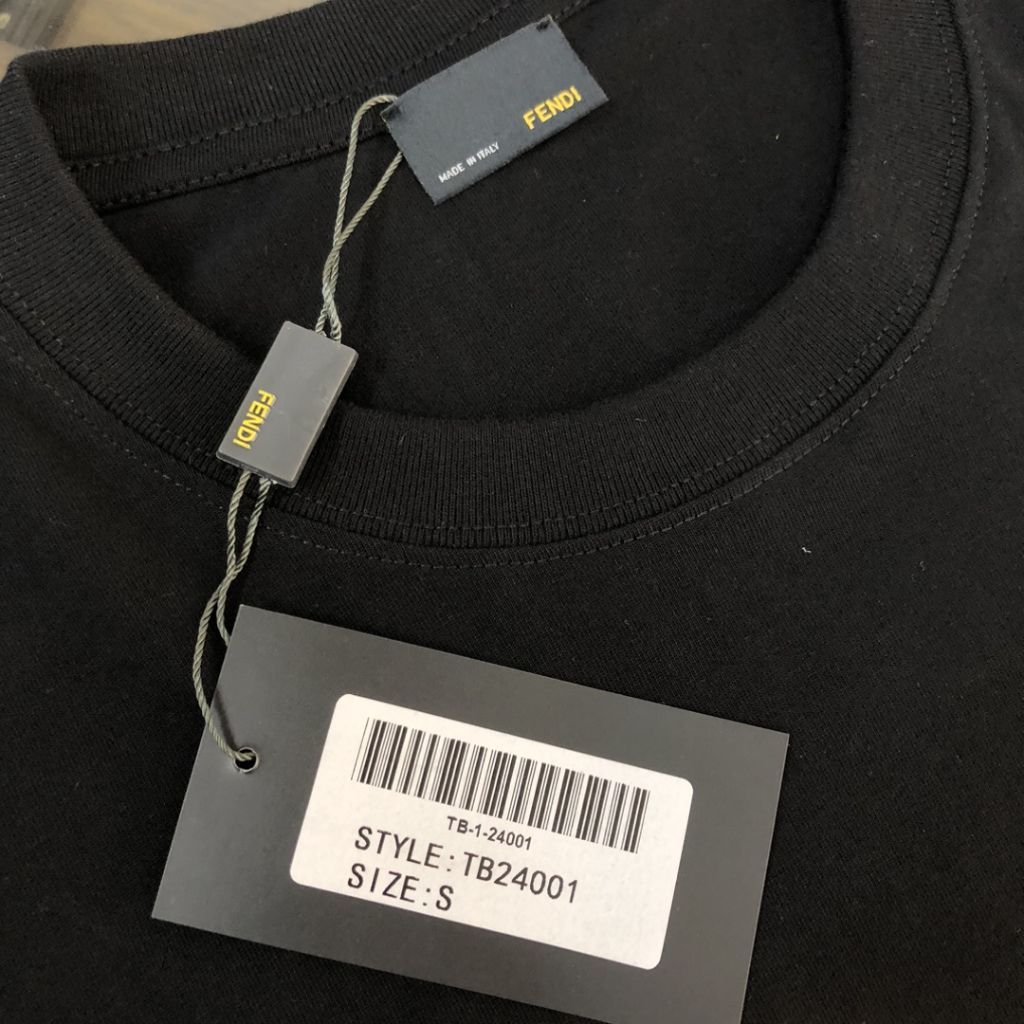 FENDI
MADE IN ITALY
FENDI
TB-1-24001
STYLE:TB24001
SIZE:S